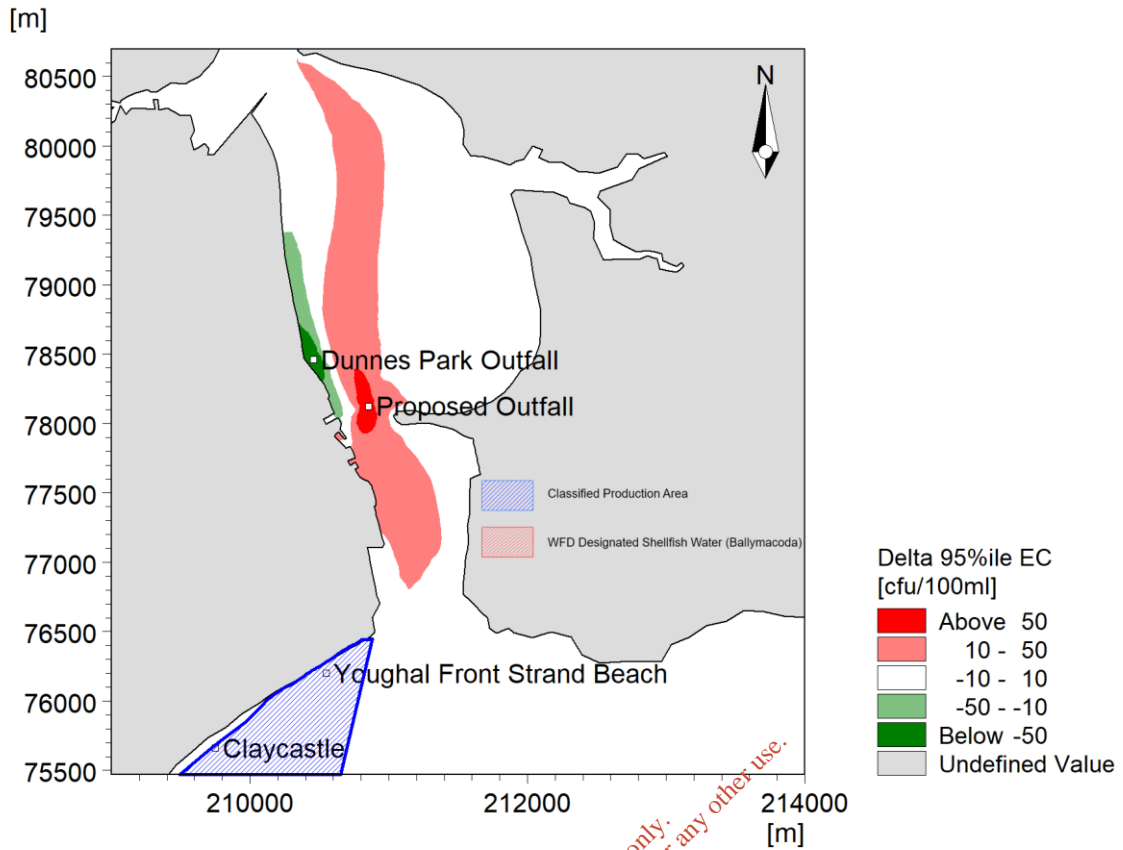 [m]
80500
80000
79500
79000
78500
78000
77500
77000
76500
76000
75500
N
Dunnes Park Outfall
Proposed Outfall
Classified Production Area
WFD Designated Shellfish Water (Ballymacoda)
Youghal Front Strand Beach
Claycastle
210000
212000
214000
[m]
Delta 95%ile EC
[cfu/100ml]
Above 50
10 - 50
-10 - 10
-50 - -10
Below -50
Undefined Value
only.
any other use.